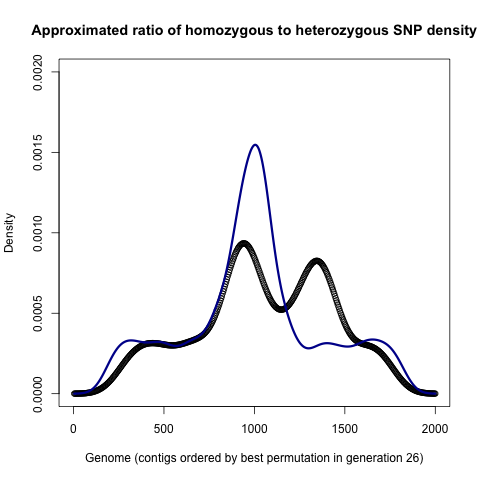 Approximated ratio of homozygous to heterozygous SNP density
0.0020
0.0015
0.0010
0.0005
0.0000
Density
0 500 1000 1500 2000
Genome (contigs ordered by best permutation in generation 26)